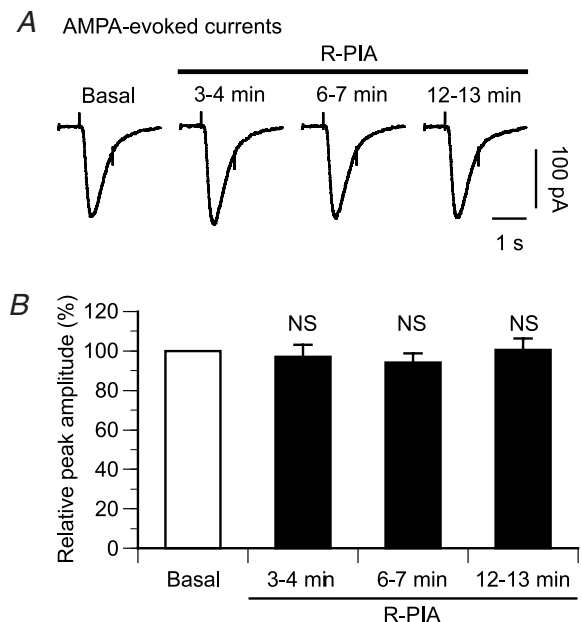 A AMPA-evoked currents
R-PIA
Basal 3-4 min 6-7 min 12-13 min
100 pA
1 s
B
Relative peak amplitude (%)
120
100
80
60
40
20
0
NS NS NS
Basal 3-4 min 6-7 min 12-13 min
R-PIA